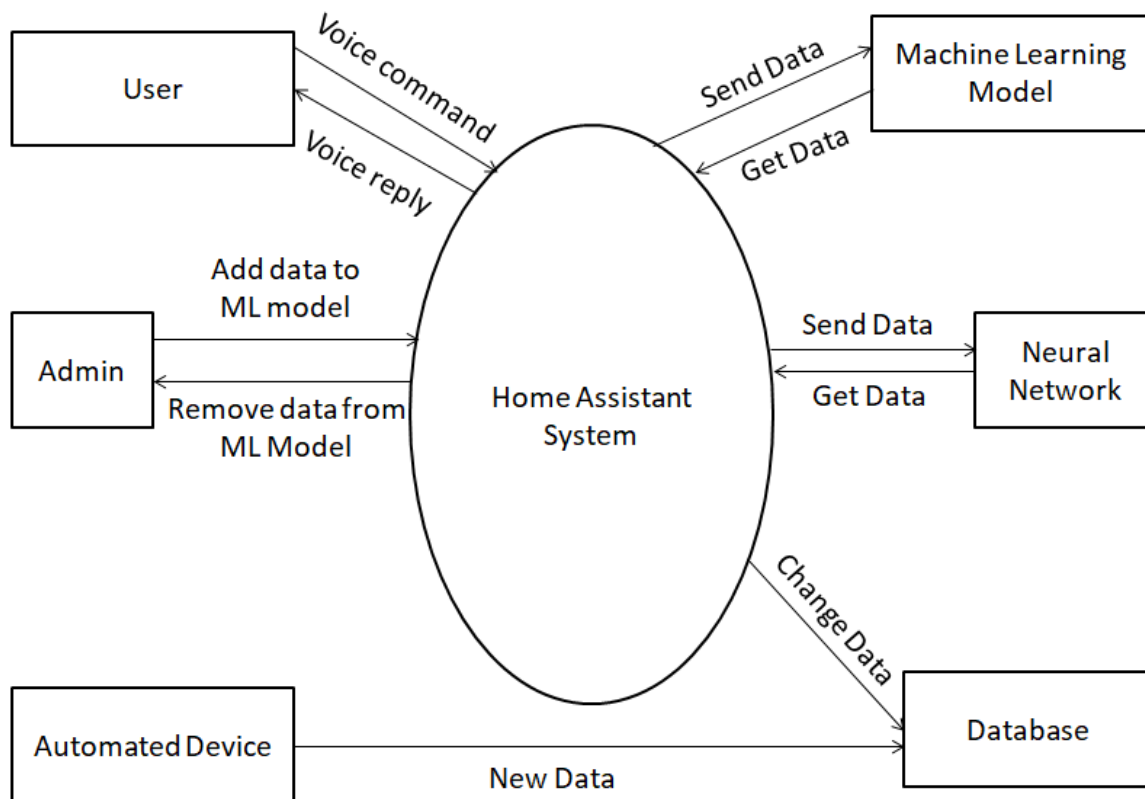 User
Voice command
Voice reply
Send Data
Get Data
Machine Learning
Model
Add data to
ML model
Admin
Remove data from
ML Model
Home Assistant
System
Send Data
Get Data
Neural
Network
Change Data
Automated Device
New Data
Database